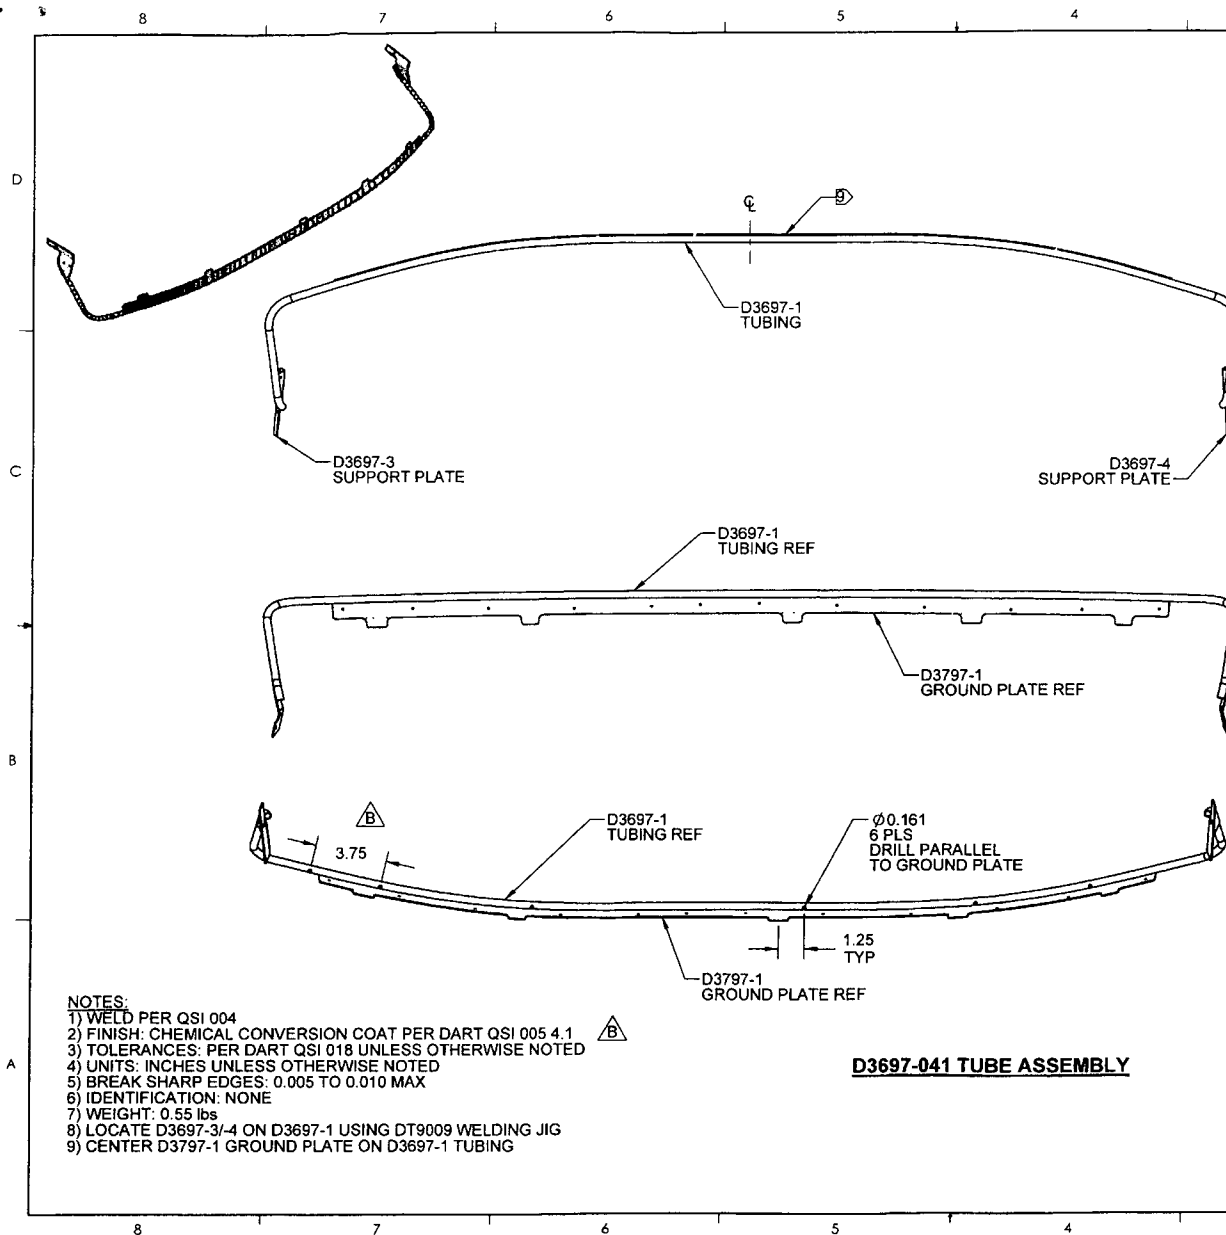 8 7 6 5 4
D
℄
9
D3697-1
TUBING
D3697-3
SUPPORT PLATE
D3697-4
SUPPORT PLATE
C
D3697-1
TUBING REF
D3797-1
GROUND PLATE REF
B
B
3.75
D3697-1
TUBING REF
Ø0.161
6 PLS
DRILL PARALLEL
TO GROUND PLATE
1.25
TYP
D3797-1
GROUND PLATE REF
NOTES:
1) WELD PER QSI 004
2) FINISH: CHEMICAL CONVERSION COAT PER DART QSI 005 4.1
B
3) TOLERANCES: PER DART QSI 018 UNLESS OTHERWISE NOTED
4) UNITS: INCHES UNLESS OTHERWISE NOTED
5) BREAK SHARP EDGES: 0.005 TO 0.010 MAX
6) IDENTIFICATION: NONE
7) WEIGHT: 0.55 lbs
8) LOCATE D3697-3/-4 ON D3697-1 USING DT9009 WELDING JIG
9) CENTER D3797-1 GROUND PLATE ON D3697-1 TUBING
A
D3697-041 TUBE ASSEMBLY
8 7 6 5 4